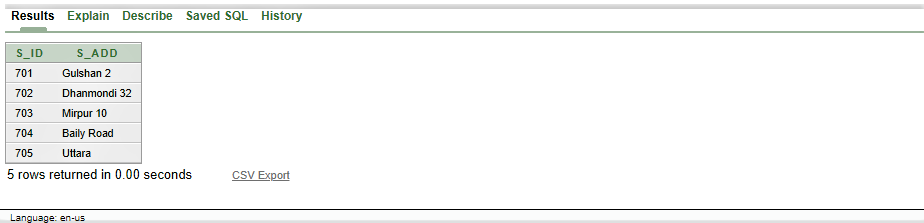 Results Explain Describe Saved SQL History
S_ID S_ADD
701 Gulshan 2
702 Dhanmondi 32
703 Mirpur 10
704 Baily Road
705 Uttara
5 rows returned in 0.00 seconds CSV Export
Language: en-us